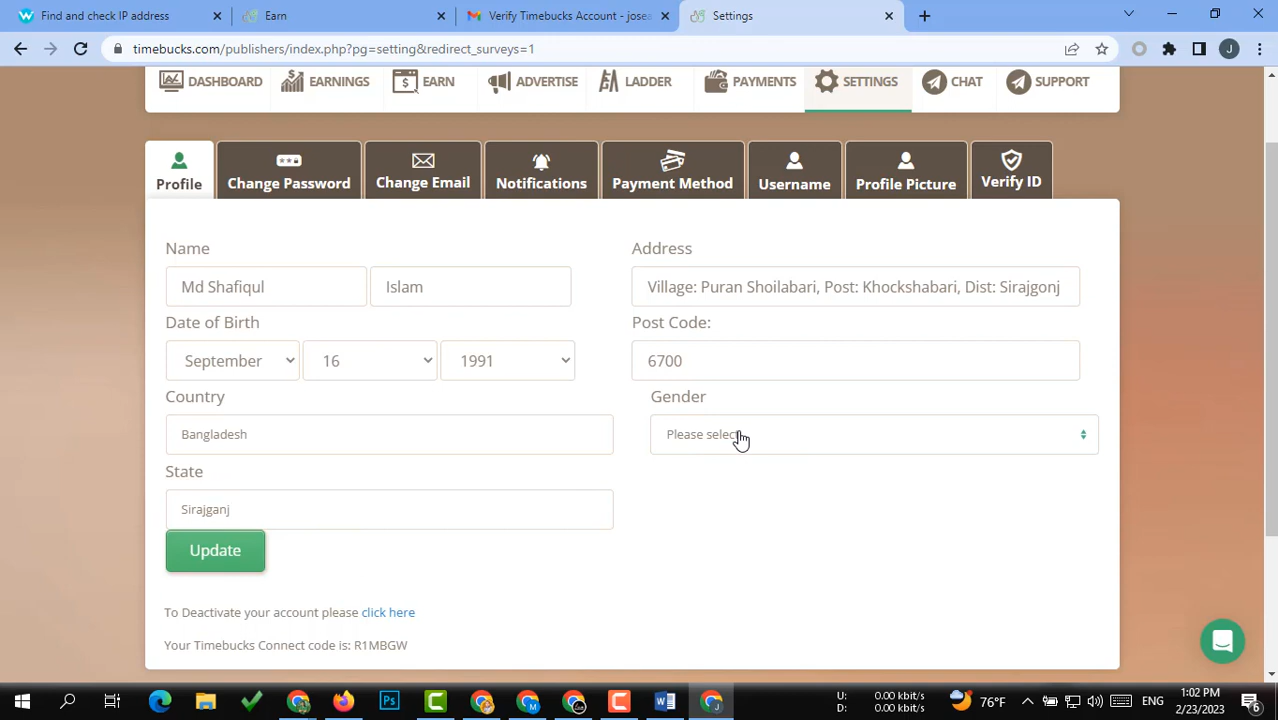 Find and check IP address
Earn
Verify Timebucks Account - josea
Settings
timebucks.com/publishers/index.php?pg=setting&redirect_surveys=1
J
DASHBOARD EARNINGS EARN ADVERTISE LADDER PAYMENTS SETTINGS CHAT SUPPORT
Profile Change Password Change Email Notifications Payment Method Username Profile Picture Verify ID
Name Address
Md Shafiqul Islam Village: Puran Shoilabari, Post: Khockshabari, Dist: Sirajgonj
Date of Birth Post Code:
September 16 1991 6700
Country Gender
Bangladesh Please select
State
Sirajganj
Update
To Deactivate your account please click here
Your Timebucks Connect code is: R1MBGW
U: 0.00 kbit/s
D: 0.00 kbit/s
76°F
ENG
1:02 PM
2/23/2023
6